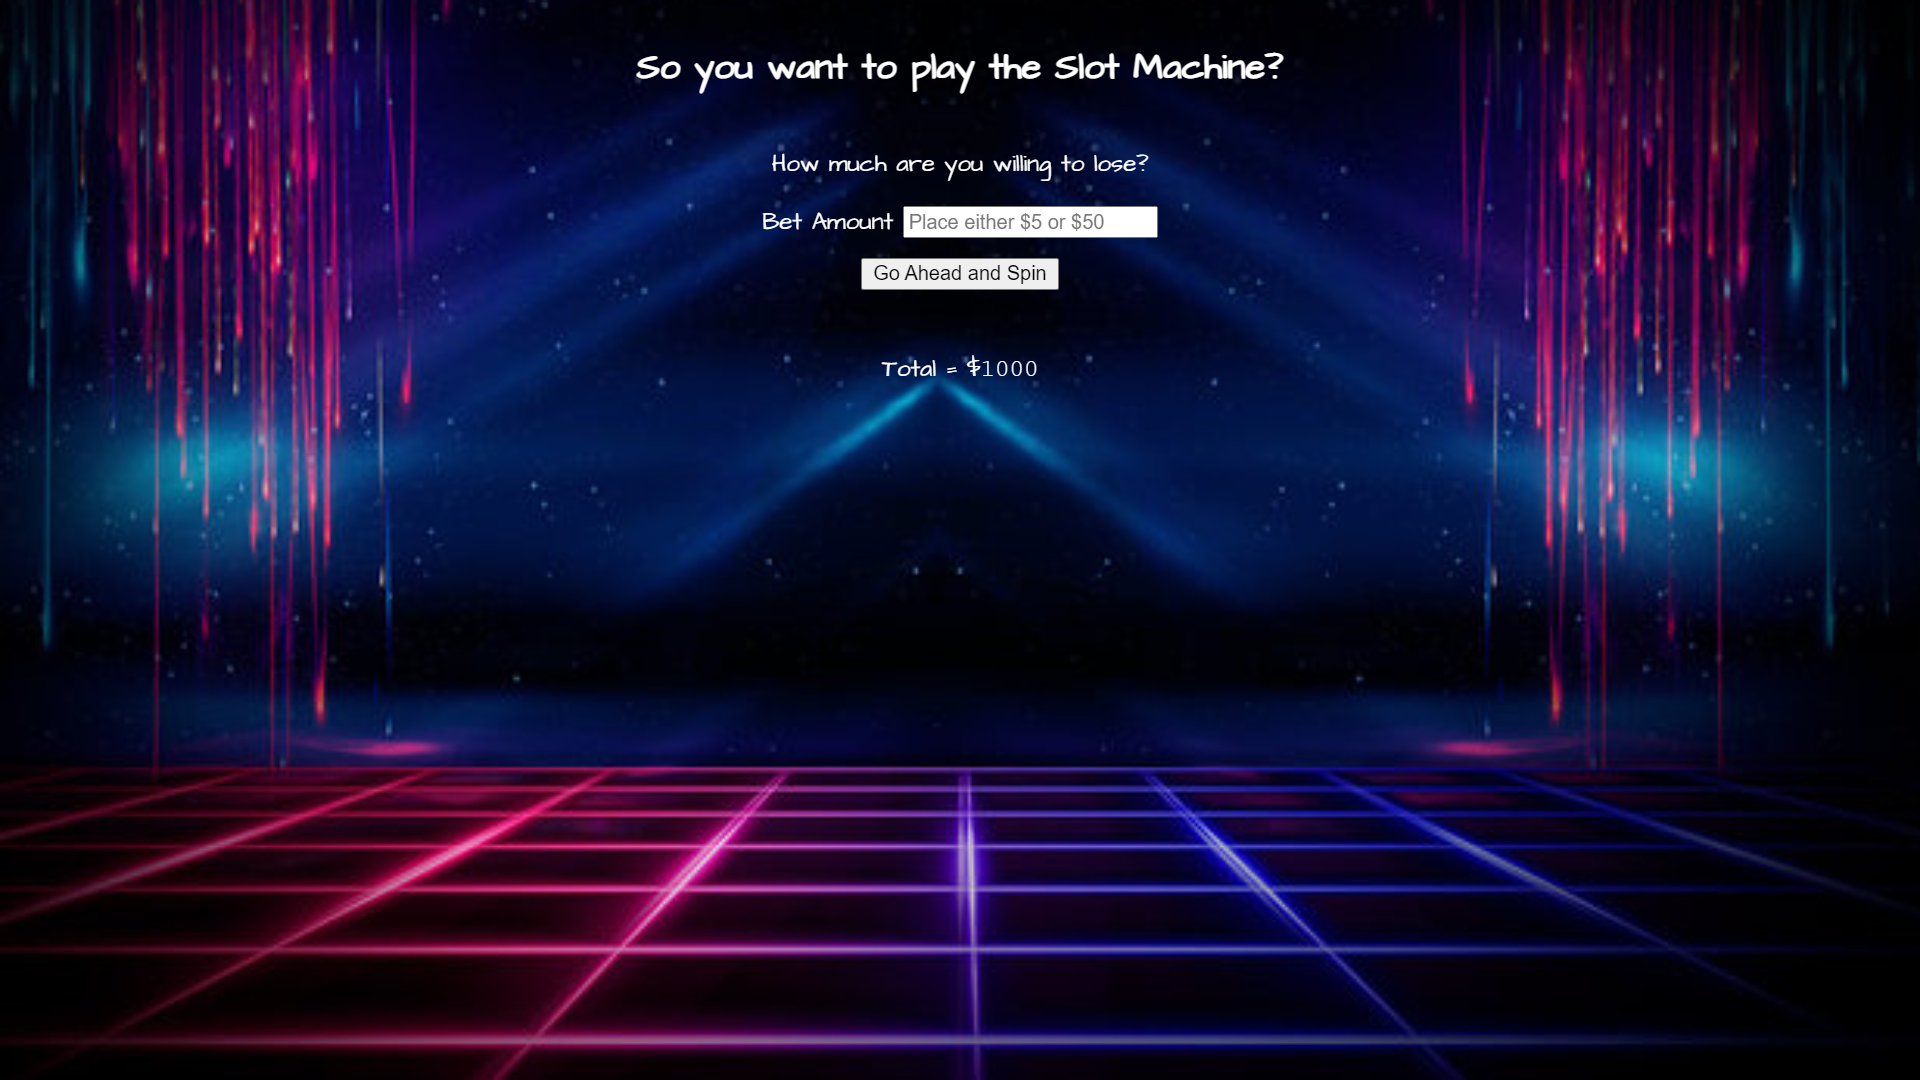 So you want to play the Slot Machine?
How much are you willing to lose?
Bet Amount Place either $5 or $50
Go Ahead and Spin
Total = $1000